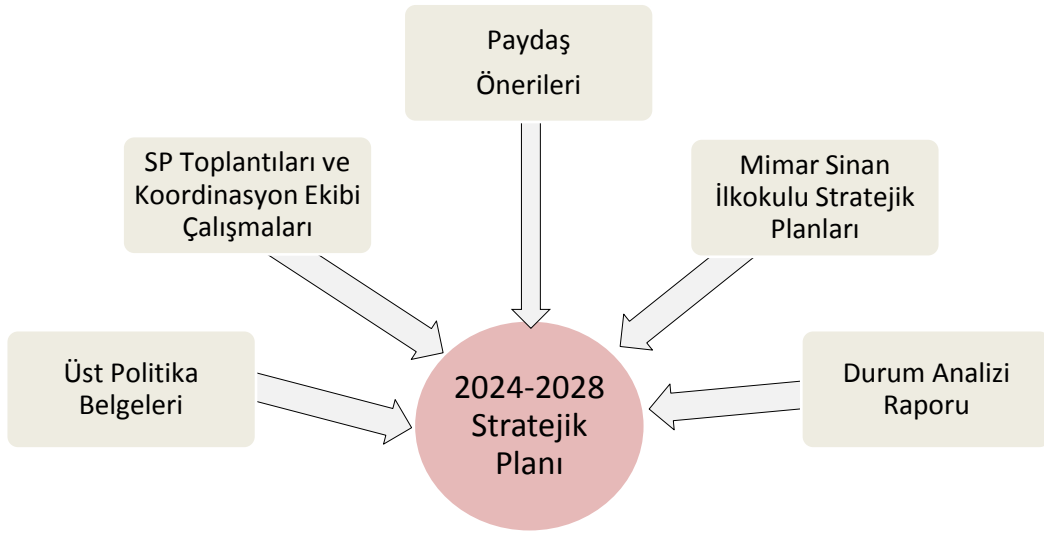 Paydaş
Önerileri
SP Toplantıları ve
Koordinasyon Ekibi
Çalışmaları
Mimar Sinan
İlkokulu Stratejik
Planları
Üst Politika
Belgeleri
2024-2028
Stratejik
Planı
Durum Analizi
Raporu